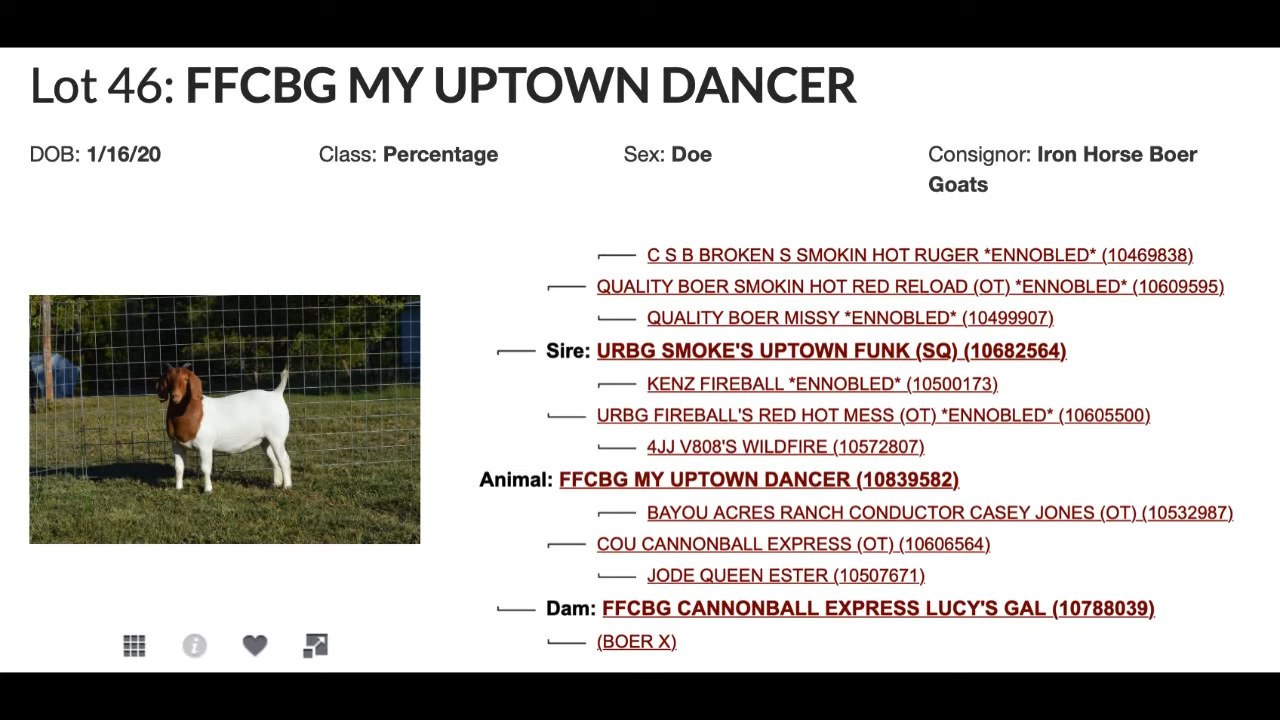 Lot 46: FFCBG MY UPTOWN DANCER
DOB: 1/16/20
Class: Percentage
Sex: Doe
Consignor: Iron Horse Boer
Goats
C S B BROKEN S SMOKIN HOT RUGER *ENNOBLED* (10469838)
QUALITY BOER SMOKIN HOT RED RELOAD (OT) *ENNOBLED* (10609595)
QUALITY BOER MISSY *ENNOBLED* (10499907)
Sire: URBG SMOKE'S UPTOWN FUNK (SQ) (10682564)
KENZ FIREBALL *ENNOBLED* (10500173)
URBG FIREBALL'S RED HOT MESS (OT) *ENNOBLED* (10605500)
4JJ V808'S WILDFIRE (10572807)
Animal: FFCBG MY UPTOWN DANCER (10839582)
BAYOU ACRES RANCH CONDUCTOR CASEY JONES (OT) (10532987)
COU CANNONBALL EXPRESS (OT) (10606564)
JODE QUEEN ESTER (10507671)
Dam: FFCBG CANNONBALL EXPRESS LUCY'S GAL (10788039)
(BOER X)